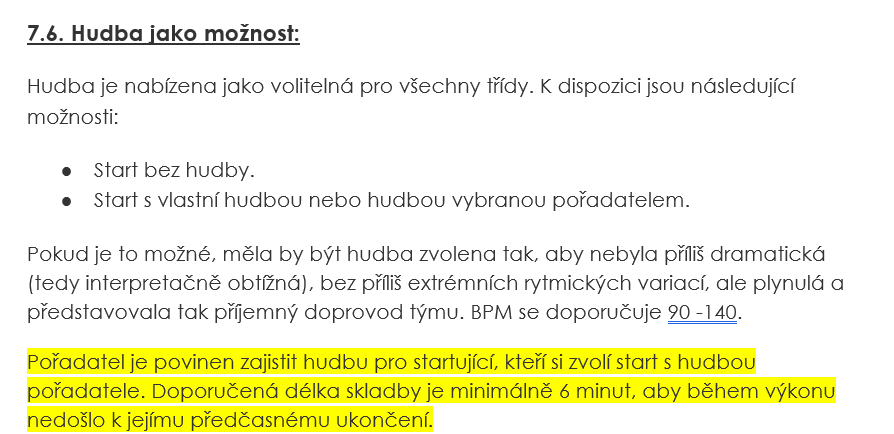 7.6. Hudba jako možnost:
Hudba je nabízena jako volitelná pro všechny třídy. K dispozici jsou následující
možnosti:
● Start bez hudby.
● Start s vlastní hudbou nebo hudbou vybranou pořadatelem.
Pokud je to možné, měla by být hudba zvolena tak, aby nebyla příliš dramatická
(tedy interpretačně obtížná), bez příliš extrémních rytmických variací, ale plynulá a
představovala tak příjemný doprovod týmu. BPM se doporučuje 90 -140.
Pořadatel je povinen zajistit hudbu pro startující, kteří si zvolí start s hudbou
pořadatele. Doporučená délka skladby je minimálně 6 minut, aby během výkonu
nedošlo k jejímu předčasnému ukončení.